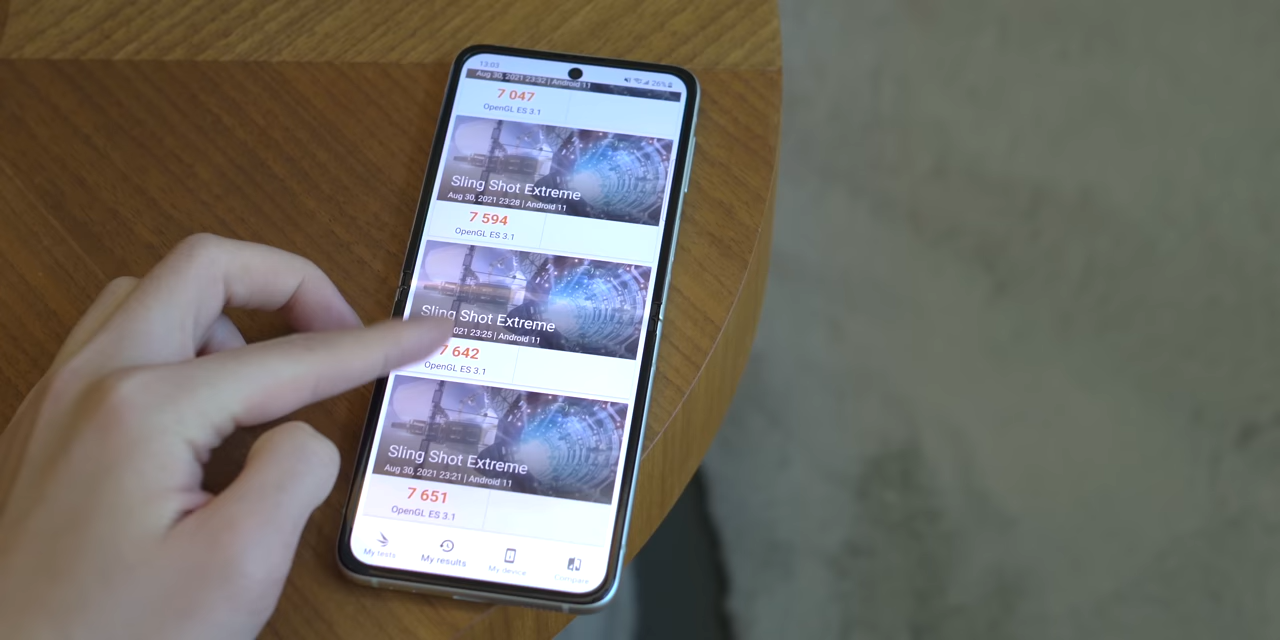 13:03
26%
Aug 30, 2021 23:32 | Android 11
7 047
OpenGL ES 3.1
Sling Shot Extreme
Aug 30, 2021 23:28 | Android 11
7 594
OpenGL ES 3.1
Sling Shot Extreme
021 23:25 | Android 11
7 642
OpenGL ES 3.1
Sling Shot Extreme
Aug 30, 2021 23:21 | Android 11
7 651
OpenGL ES 3.1
My tests
My results
My device
Compare